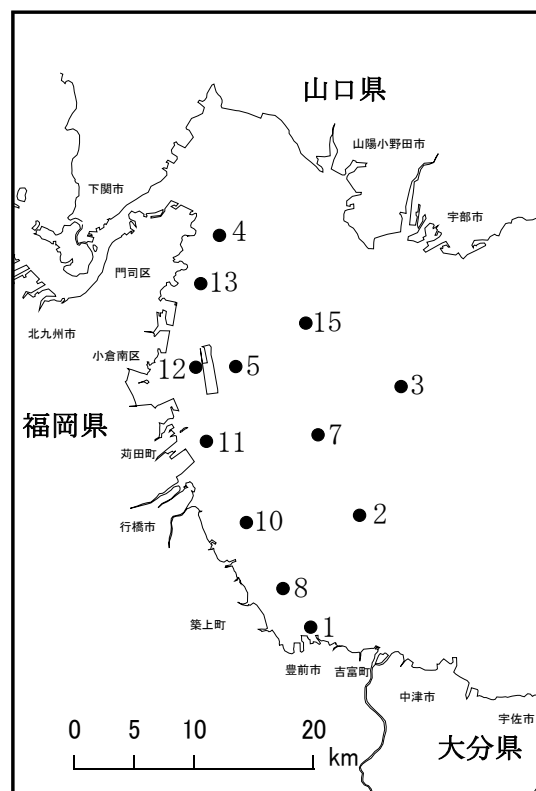 山口県
山陽小野田市
下関市
宇部市
4
門司区
13
15
北九州市
小倉南区
12
5
3
福岡県
7
11
苅田町
2
10
行橋市
8
築上町
1
豊前市
吉富町
中津市
宇佐市
0 10 20
km
大分県